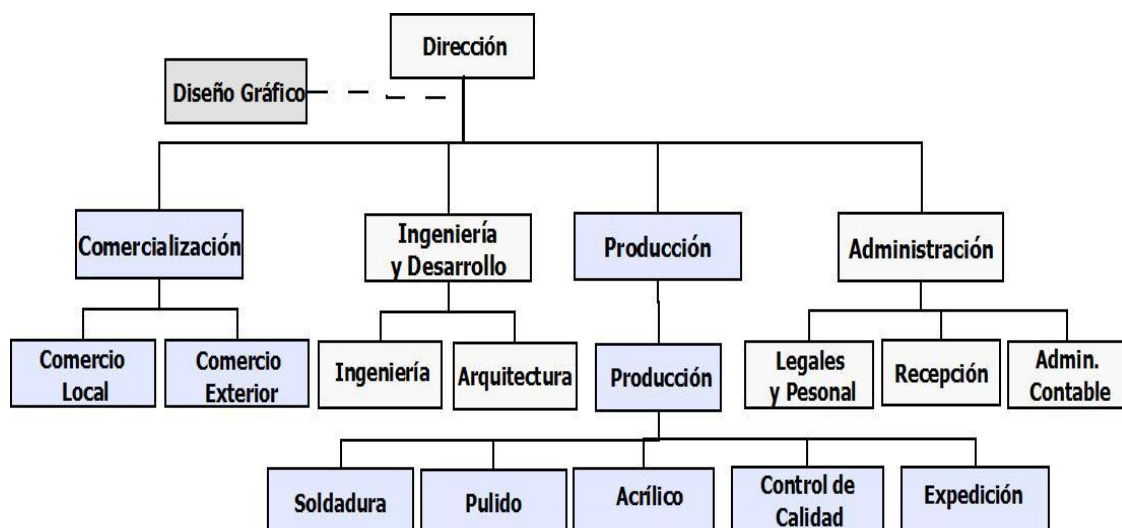 Dirección
Diseño Gráfico
Comercialización
Ingeniería
y Desarrollo
Producción
Administración
Comercio
Local
Comercio
Exterior
Ingeniería
Arquitectura
Producción
Legales
y Pesonal
Recepción
Admin.
Contable
Soldadura
Pulido
Acrílico
Control de
Calidad
Expedición